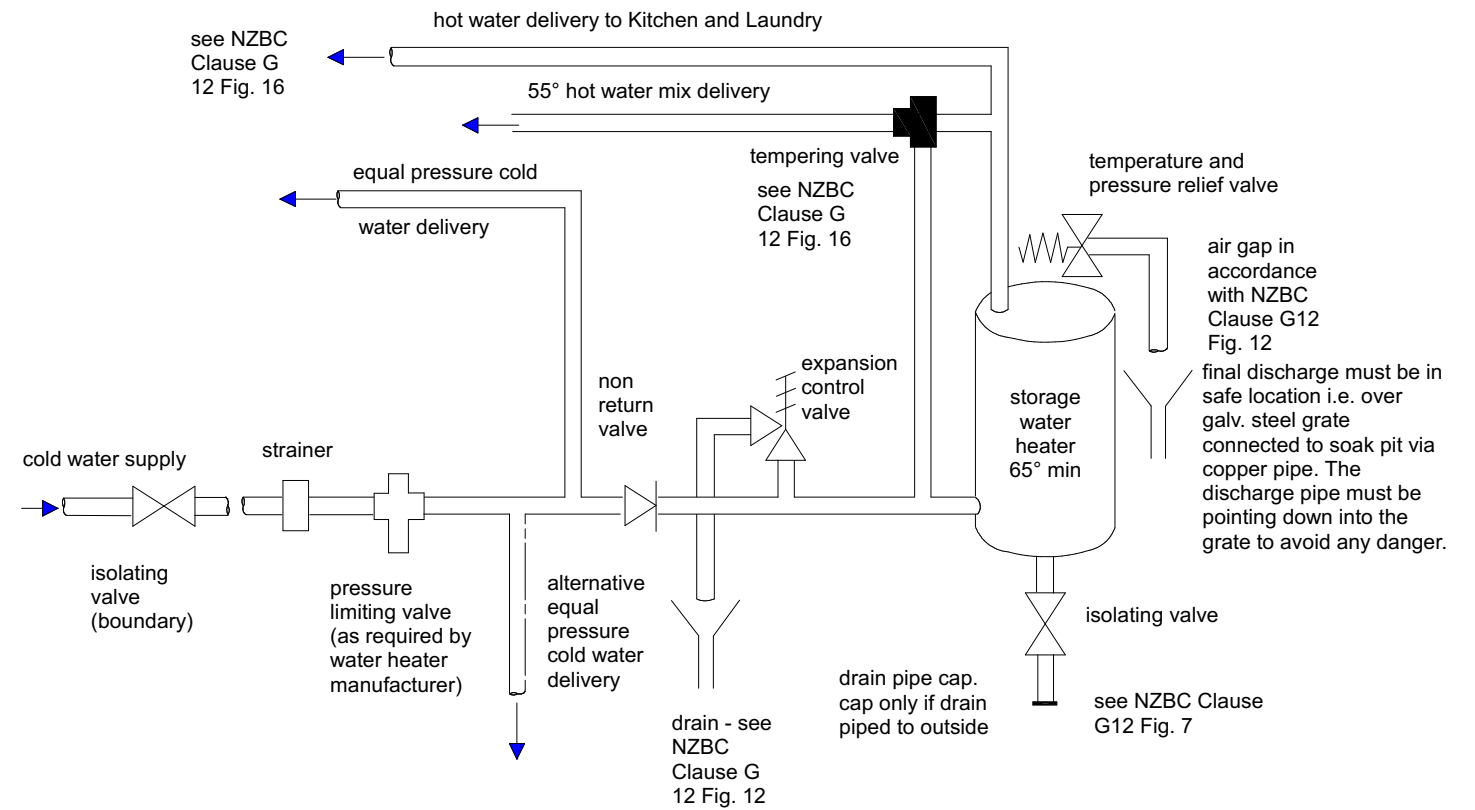 hot water delivery to Kitchen and Laundry
see NZBC
Clause G
12 Fig. 16
55° hot water mix delivery
tempering valve
see NZBC
Clause G
12 Fig. 16
equal pressure cold
water delivery
temperature and
pressure relief valve
air gap in
accordance
with NZBC
Clause G12
Fig. 12
final discharge must be in
safe location i.e. over
galv. steel grate
connected to soak pit via
copper pipe. The
discharge pipe must be
pointing down into the
grate to avoid any danger.
expansion
control
valve
non
return
valve
storage
water
heater
65° min
cold water supply
strainer
isolating
valve
(boundary)
pressure
limiting valve
(as required by
water heater
manufacturer)
alternative
equal
pressure
cold water
delivery
isolating valve
drain pipe cap.
cap only if drain
piped to outside
see NZBC Clause
G12 Fig. 7
drain - see
NZBC
Clause G
12 Fig. 12